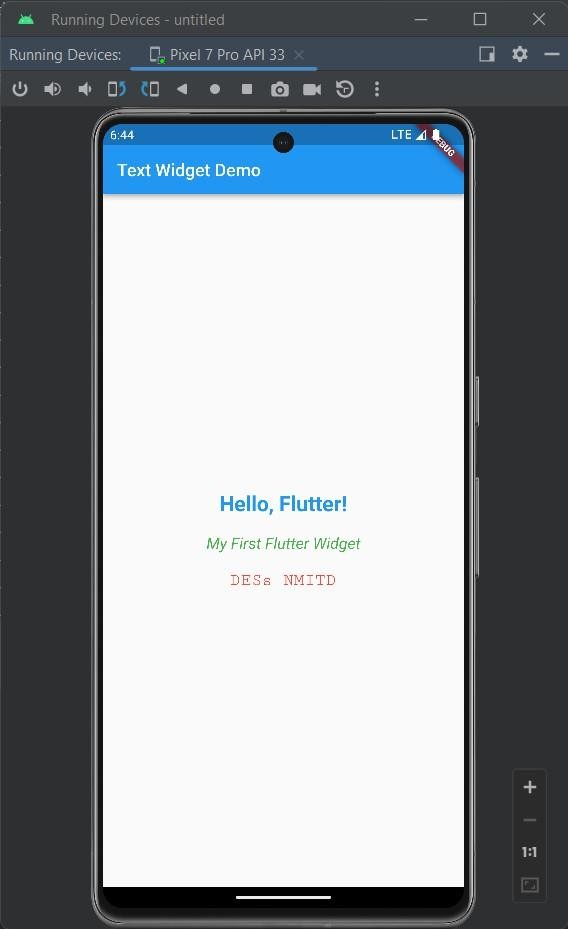 Running Devices - untitled
Running Devices: Pixel 7 Pro API 33
6:44 LTE
DEBUG
Text Widget Demo
Hello, Flutter!
My First Flutter Widget
DESs NMITD
1:1